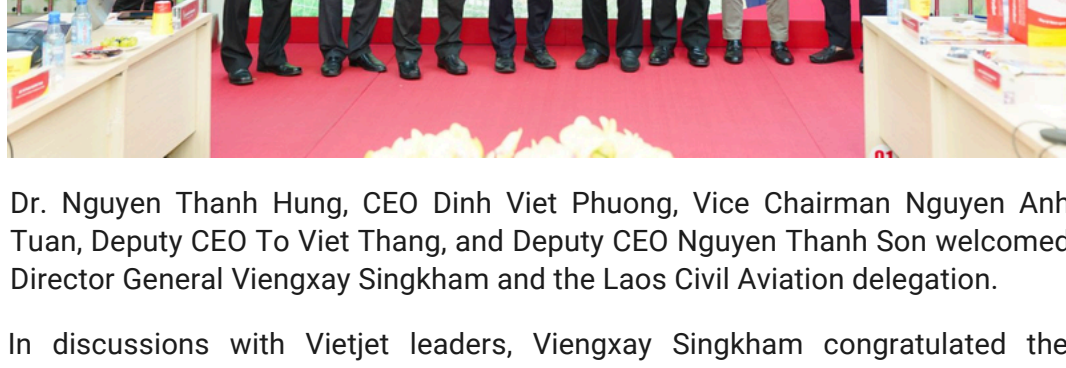 Dr. Nguyen Thanh Hung, CEO Dinh Viet Phuong, Vice Chairman Nguyen Anh
Tuan, Deputy CEO To Viet Thang, and Deputy CEO Nguyen Thanh Son welcomed
Director General Viengxay Singkham and the Laos Civil Aviation delegation.
In discussions with Vietjet leaders, Viengxay Singkham congratulated the